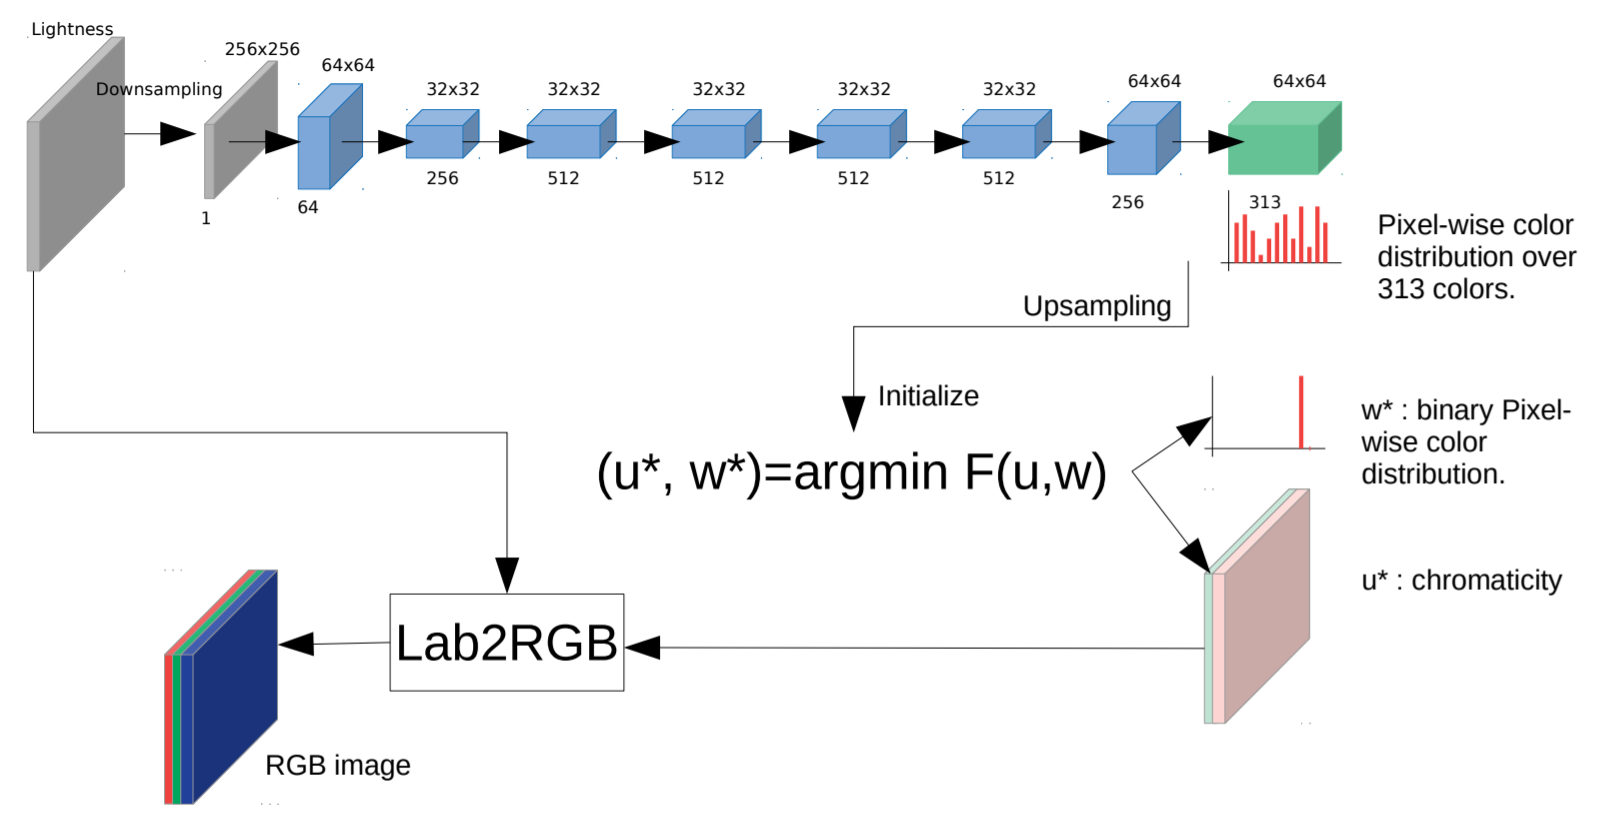 Lightness
Downsampling
256x256
1
64x64
64
32x32
256
32x32
512
32x32
512
32x32
512
32x32
512
64x64
256
64x64
313
Pixel-wise color
distribution over
313 colors.
Upsampling
Initialize
(u*, w*)=argmin F(u,w)
w* : binary Pixel-
wise color
distribution.
u* : chromaticity
Lab2RGB
RGB image